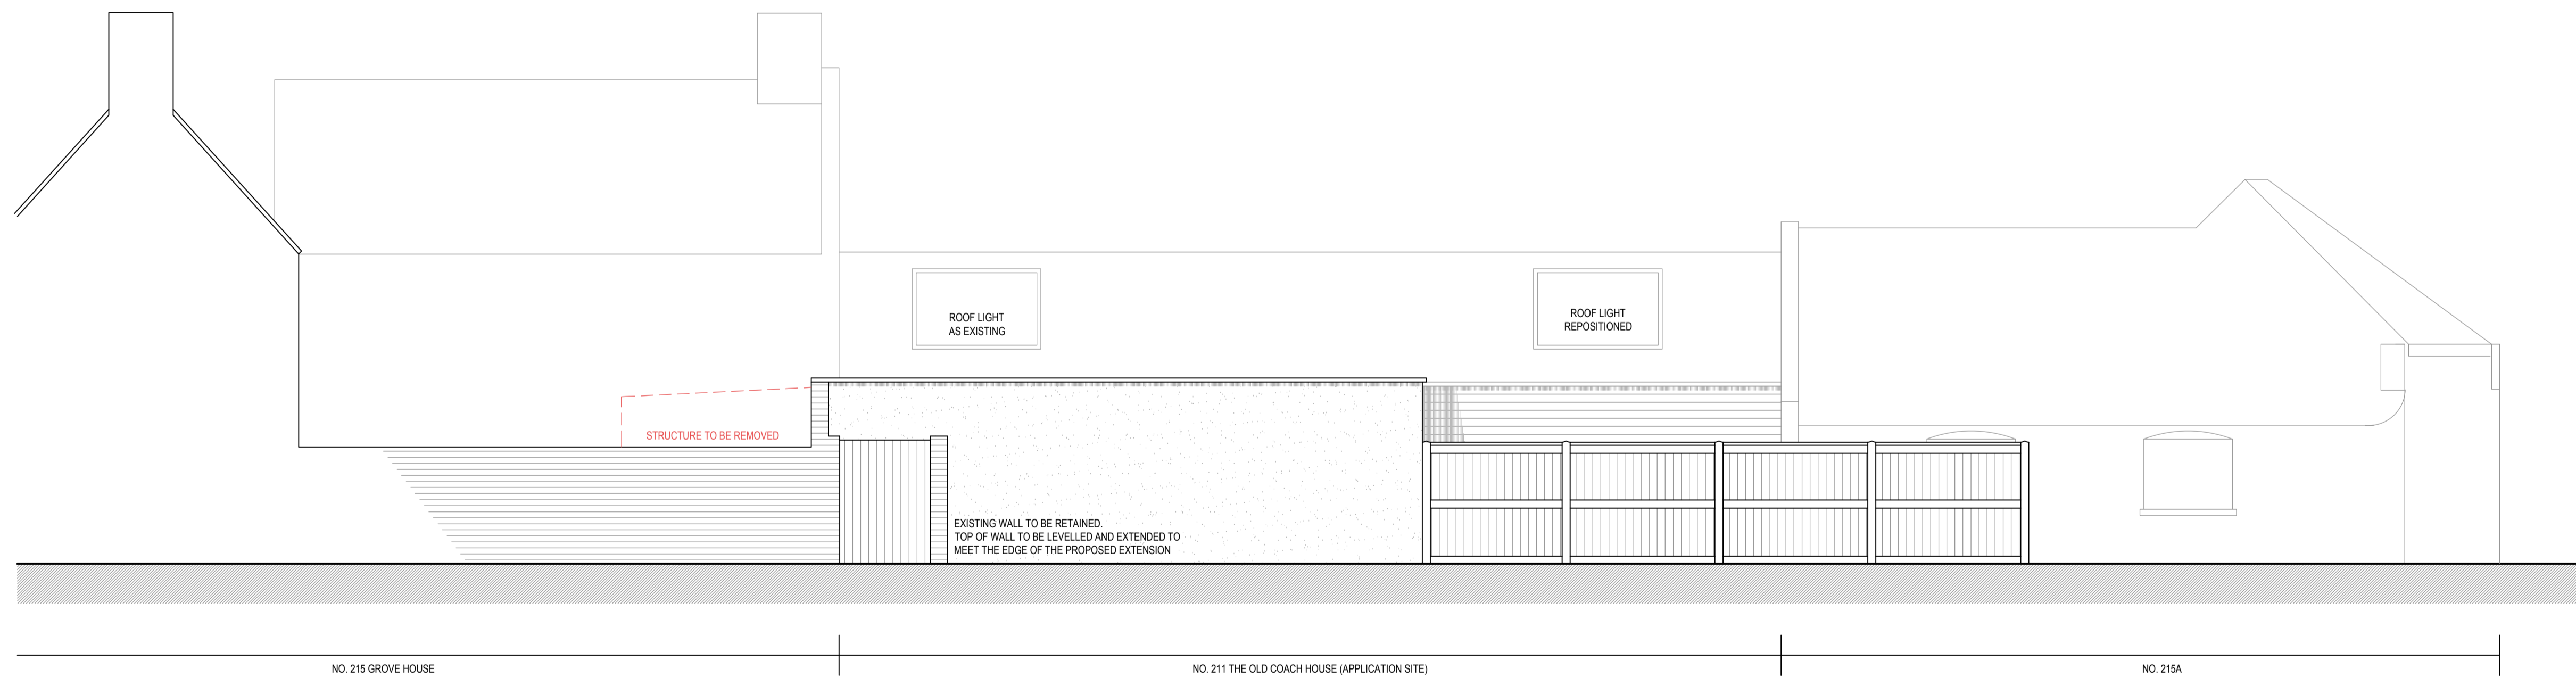 ROOF LIGHT
AS EXISTING
ROOF LIGHT
REPOSITIONED
STRUCTURE TO BE REMOVED
EXISTING WALL TO BE RETAINED.
TOP OF WALL TO BE LEVELLED AND EXTENDED TO
MEET THE EDGE OF THE PROPOSED EXTENSION
NO. 215 GROVE HOUSE
NO. 211 THE OLD COACH HOUSE (APPLICATION SITE)
NO. 215A